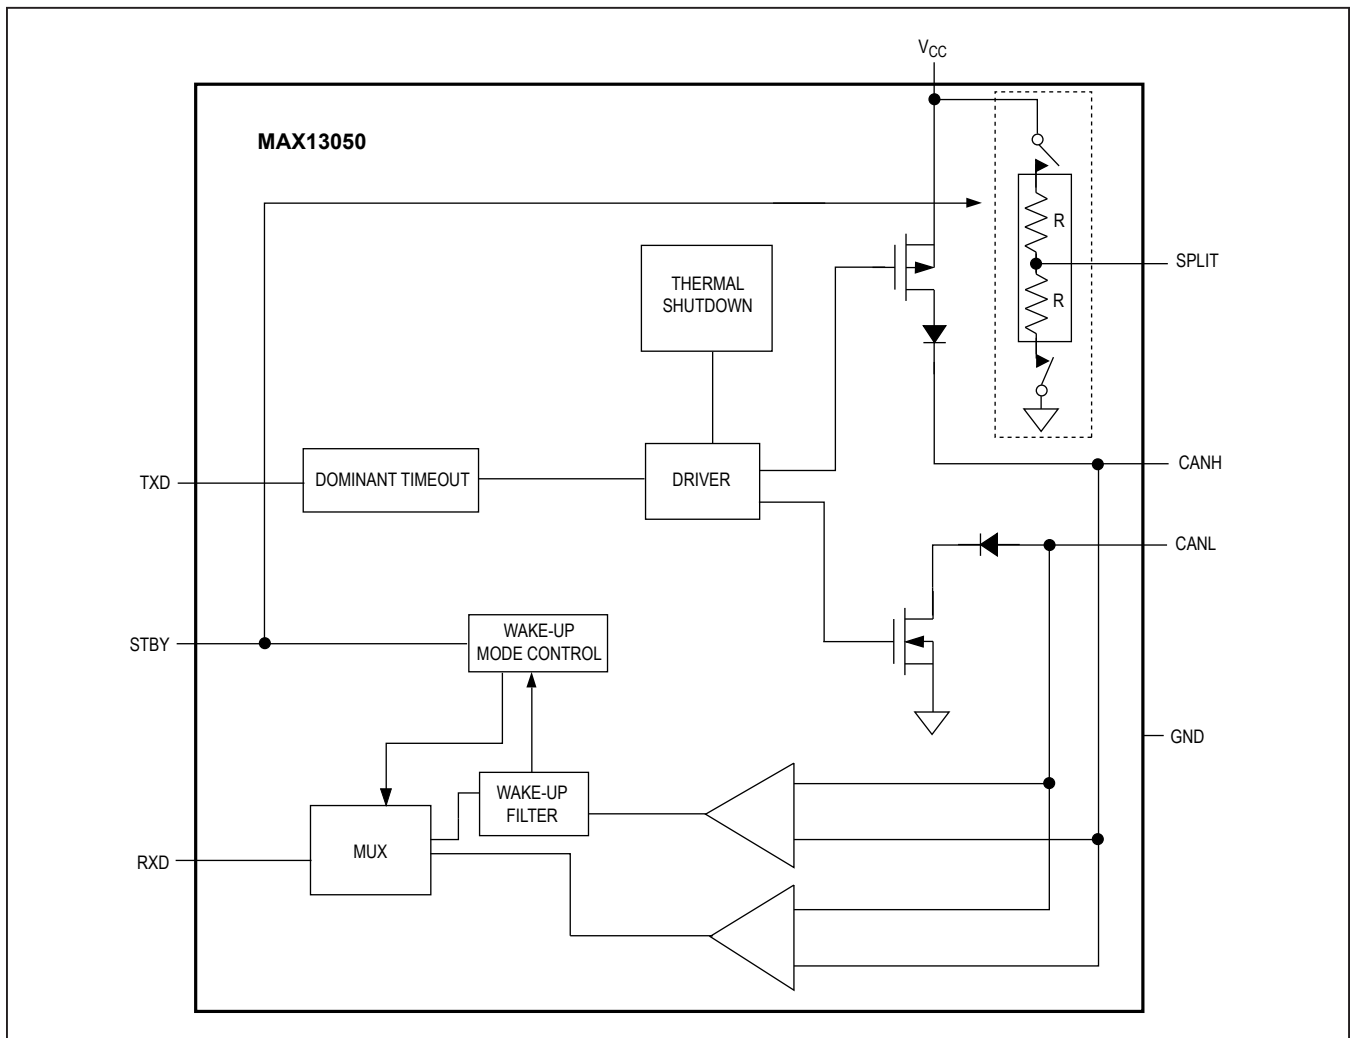 VCC
MAX13050
R
SPLIT
R
THERMAL
SHUTDOWN
CANH
TXD
DOMINANT TIMEOUT
DRIVER
CANL
STBY
WAKE-UP
MODE CONTROL
GND
WAKE-UP
FILTER
MUX
RXD